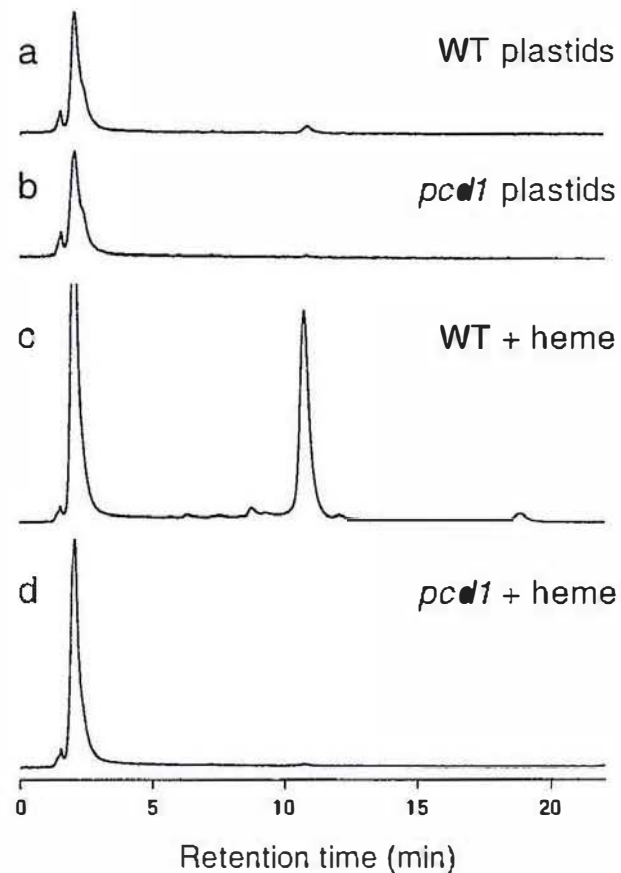 a
WT plastids
b
pcd1 plastids
c
WT + heme
d
pcd1 + heme
0 5 10 15 20
Retention time (min)